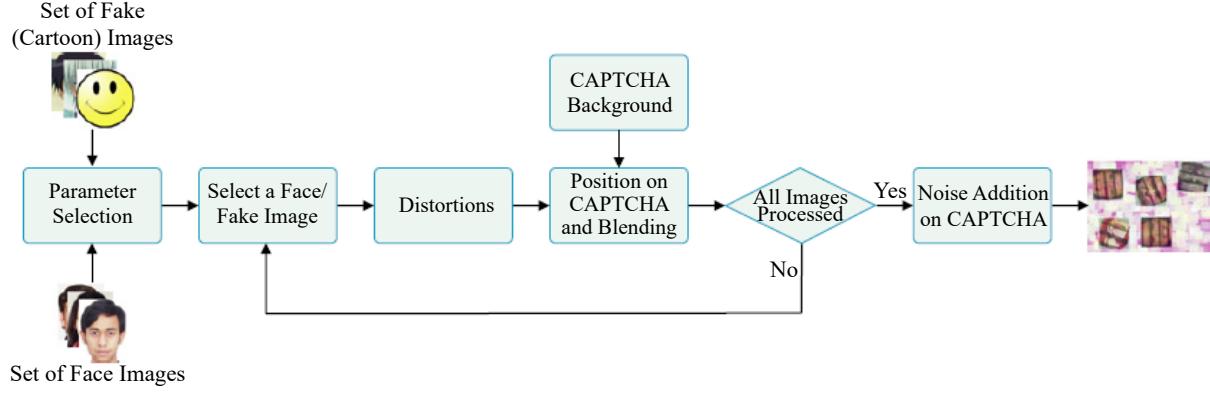 Set of Fake
(Cartoon) Images
CAPTCHA
Background
Parameter
Selection
Select a Face/
Fake Image
Distortions
Position on
CAPTCHA
and Blending
All Images
Processed
Yes
Noise Addition
on CAPTCHA
No
Set of Face Images